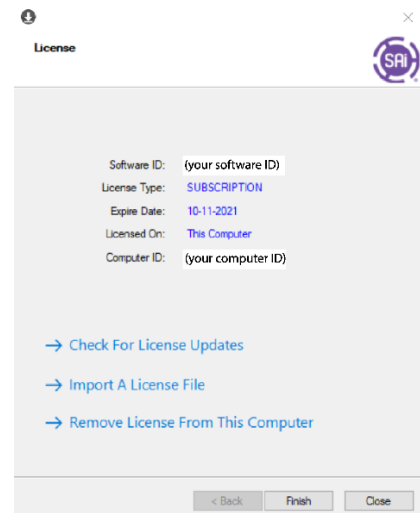 License
SAi
Software ID: (your software ID)
License Type: SUBSCRIPTION
Expire Date: 10-11-2021
Licensed On: This Computer
Computer ID: (your computer ID)
→ Check For License Updates
→ Import A License File
→ Remove License From This Computer
< Back Finish Close